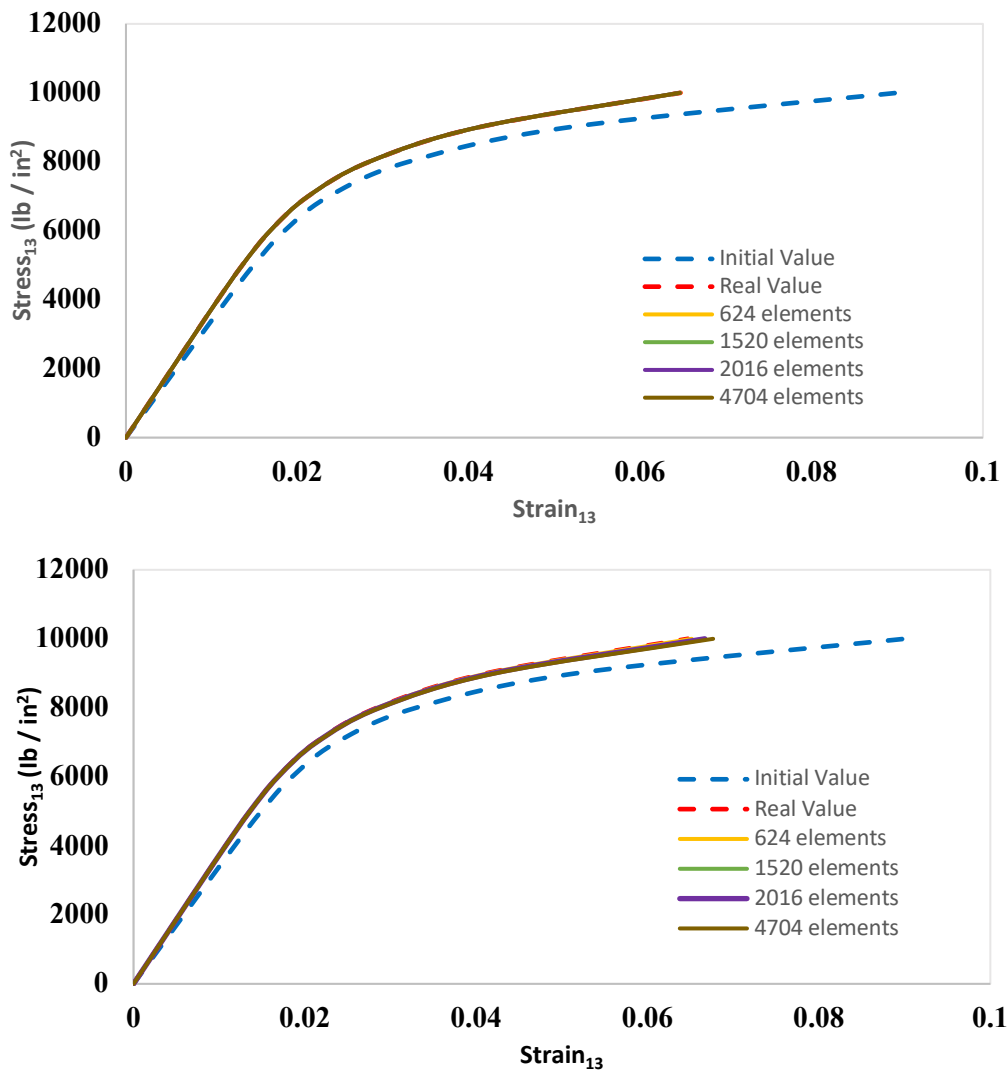 12000
10000
8000
6000
4000
2000
0
Stress13 (lb / in2)
Initial Value
Real Value
624 elements
1520 elements
2016 elements
4704 elements
0 0.02 0.04 0.06 0.08 0.1
Strain13
12000
10000
8000
6000
4000
2000
0
Stress13 (lb / in2)
Initial Value
Real Value
624 elements
1520 elements
2016 elements
4704 elements
0 0.02 0.04 0.06 0.08 0.1
Strain13